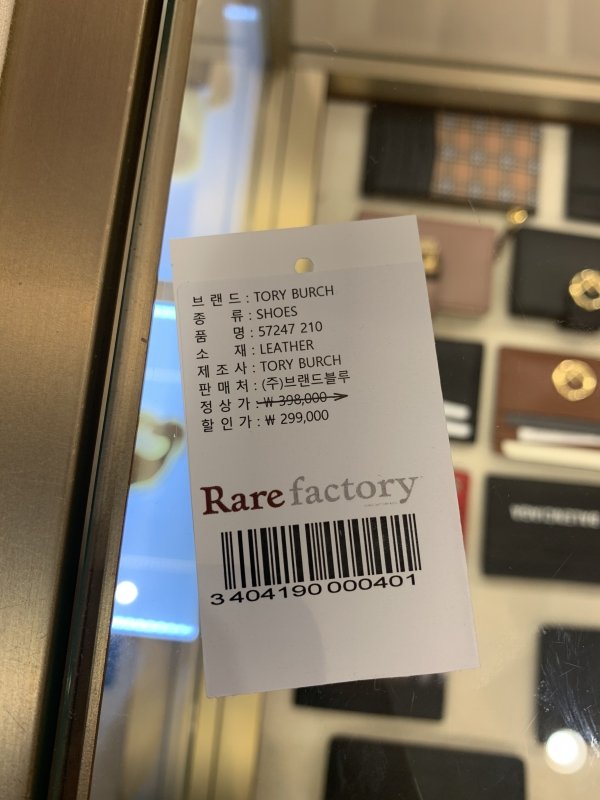 브 랜 드 : TORY BURCH
종 류 : SHOES
품 명 : 57247 210
소 재 : LEATHER
제 조 사 : TORY BURCH
판 매 처 : (주)브랜드블루
정 상 가 : ₩ 398,000
할 인 가 : ₩ 299,000
Rare factory
3 404190 000401